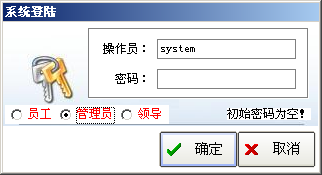 系统登陆
操作员： system
密码：
员工 管理员 领导 初始密码为空！
确定 取消